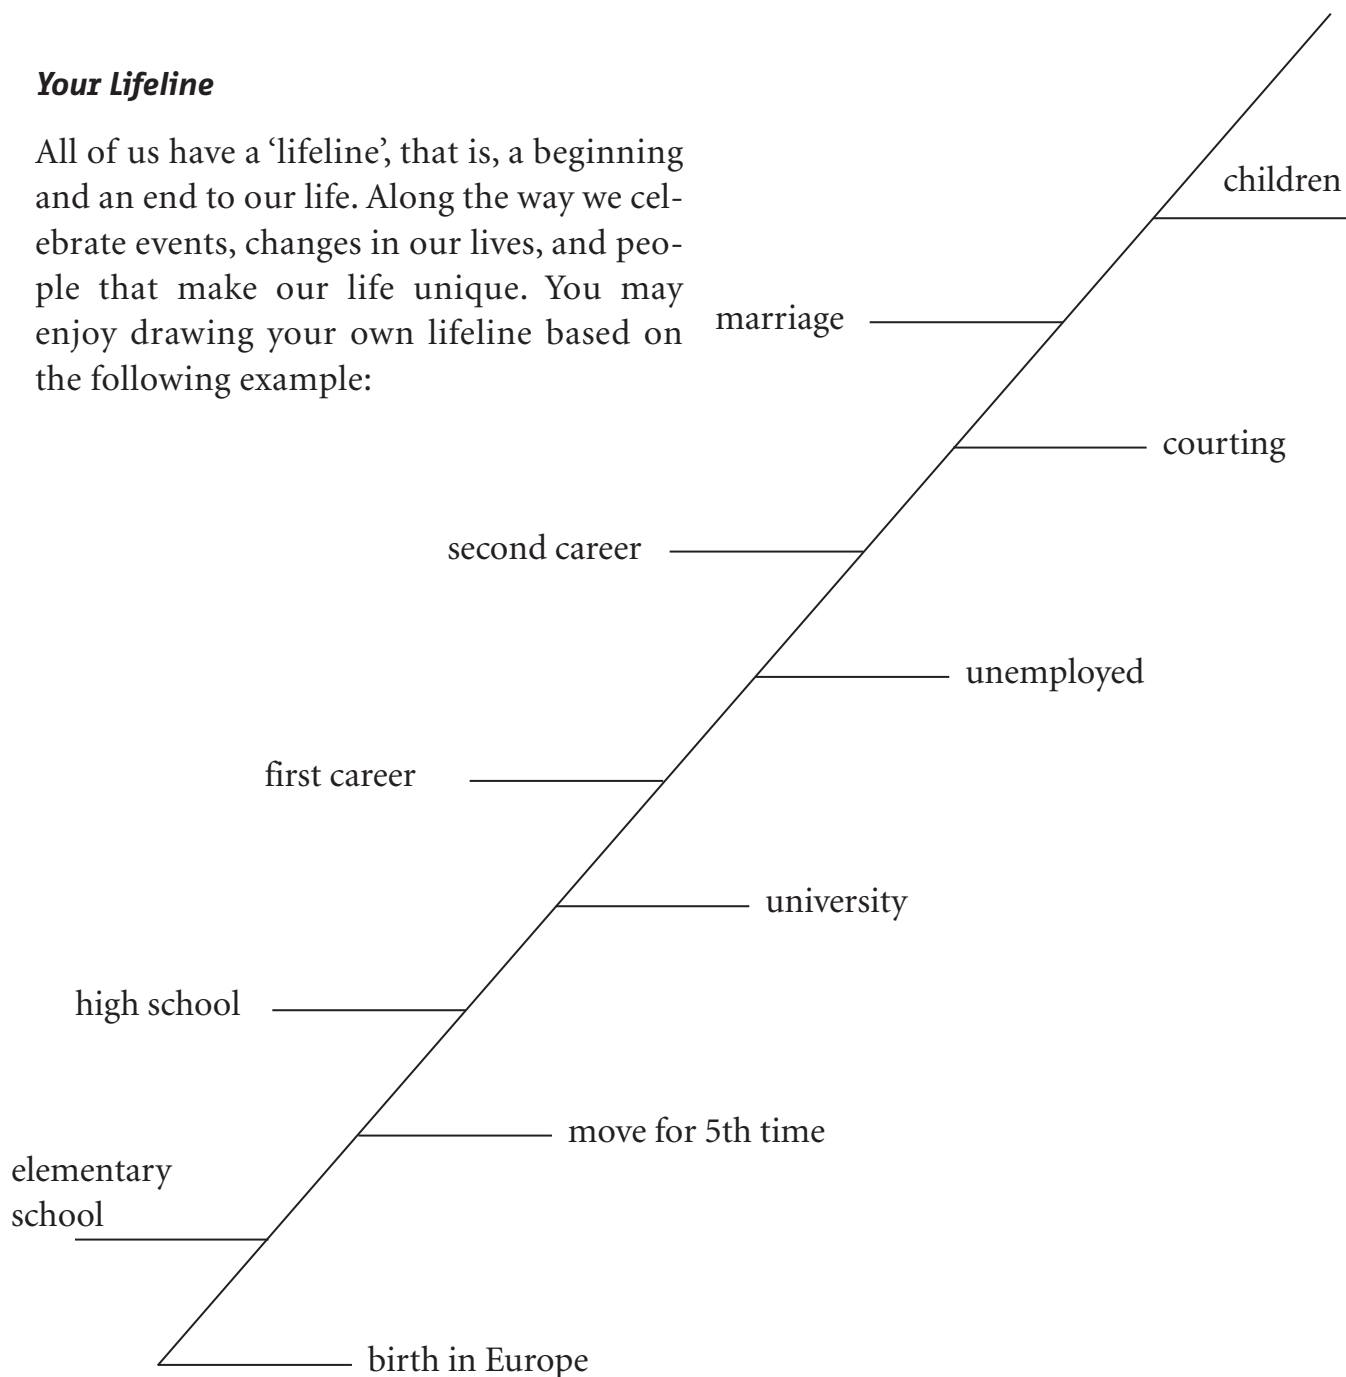 Your Lifeline
All of us have a ‘lifeline’, that is, a beginning
and an end to our life. Along the way we cel-
ebrate events, changes in our lives, and peo-
ple that make our life unique. You may
enjoy drawing your own lifeline based on
the following example:
children
marriage
courting
second career
unemployed
first career
university
high school
move for 5th time
elementary
school
birth in Europe